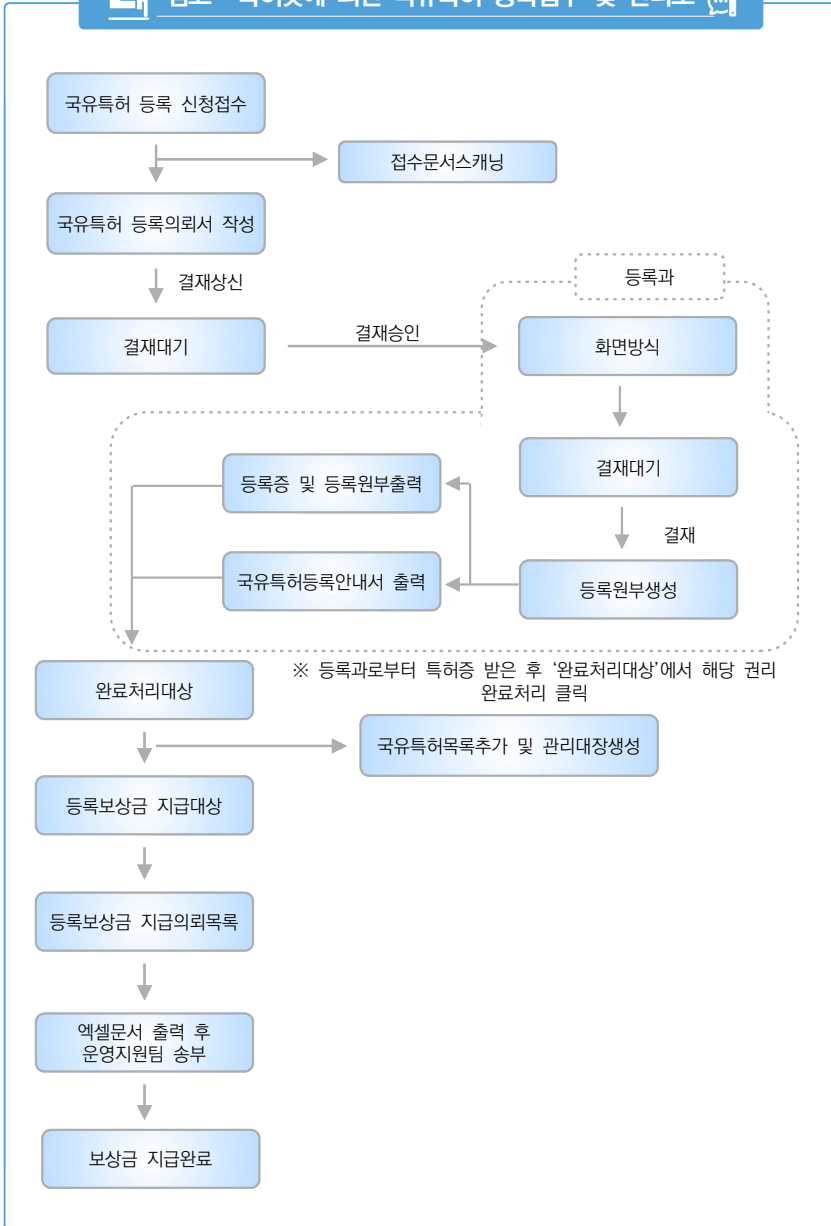 국유특허 등록 신청접수
접수문서스캐닝
국유특허 등록의뢰서 작성
결재상신
등록과
결재대기
결재승인
화면방식
결재대기
등록증 및 등록원부출력
결재
국유특허등록안내서 출력
등록원부생성
※ 등록과로부터 특허증 받은 후 ‘완료처리대상’에서 해당 권리
완료처리 클릭
완료처리대상
국유특허목록추가 및 관리대장생성
등록보상금 지급대상
등록보상금 지급의뢰목록
엑셀문서 출력 후
운영지원팀 송부
보상금 지급완료